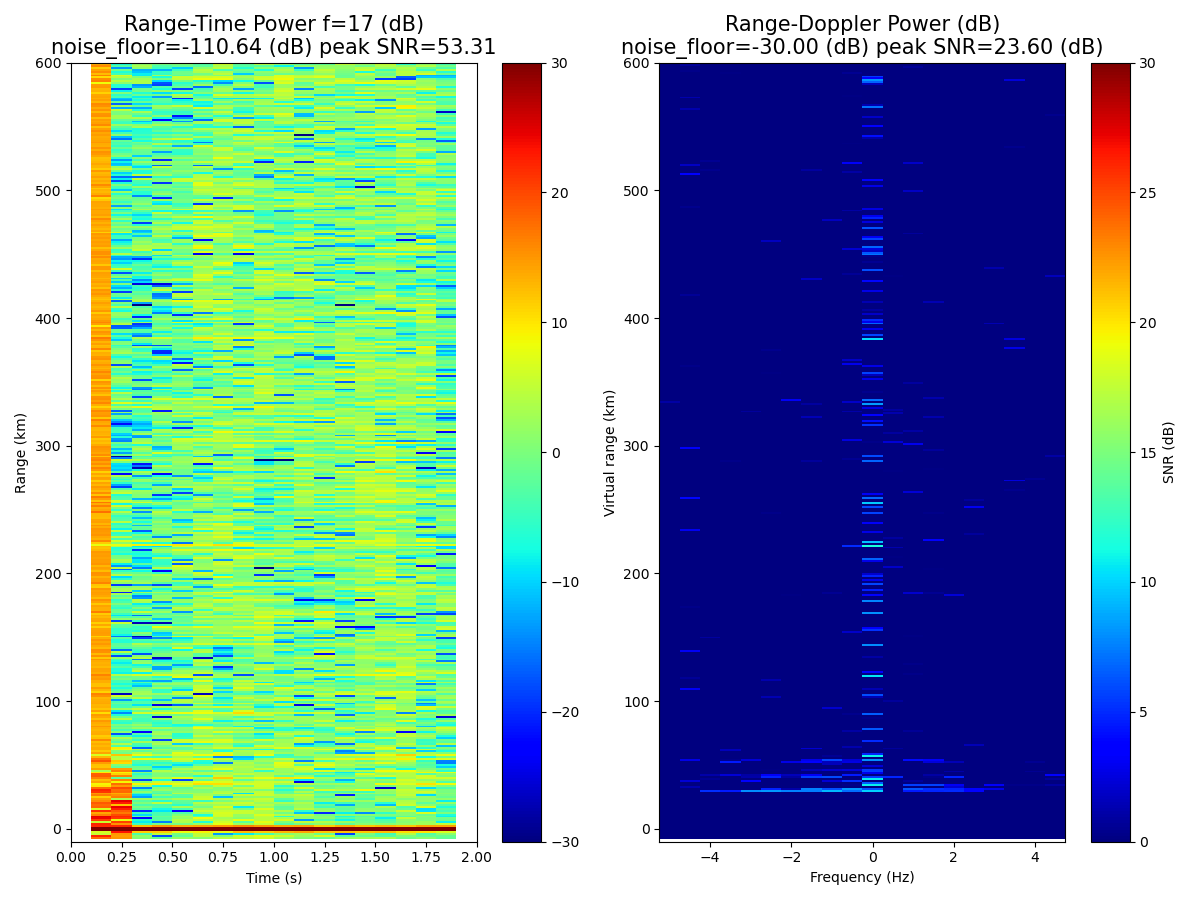 Range-Time Power f=17 (dB)
noise_floor=-110.64 (dB) peak SNR=53.31
Range (km)
600
500
400
300
200
100
0
0.00 0.25 0.50 0.75 1.00 1.25 1.50 1.75 2.00
Time (s)
30
20
10
0
−10
−20
−30
Range-Doppler Power (dB)
noise_floor=-30.00 (dB) peak SNR=23.60 (dB)
Virtual range (km)
600
500
400
300
200
100
0
−4 −2 0 2 4
Frequency (Hz)
30
25
20
15
10
5
0
SNR (dB)